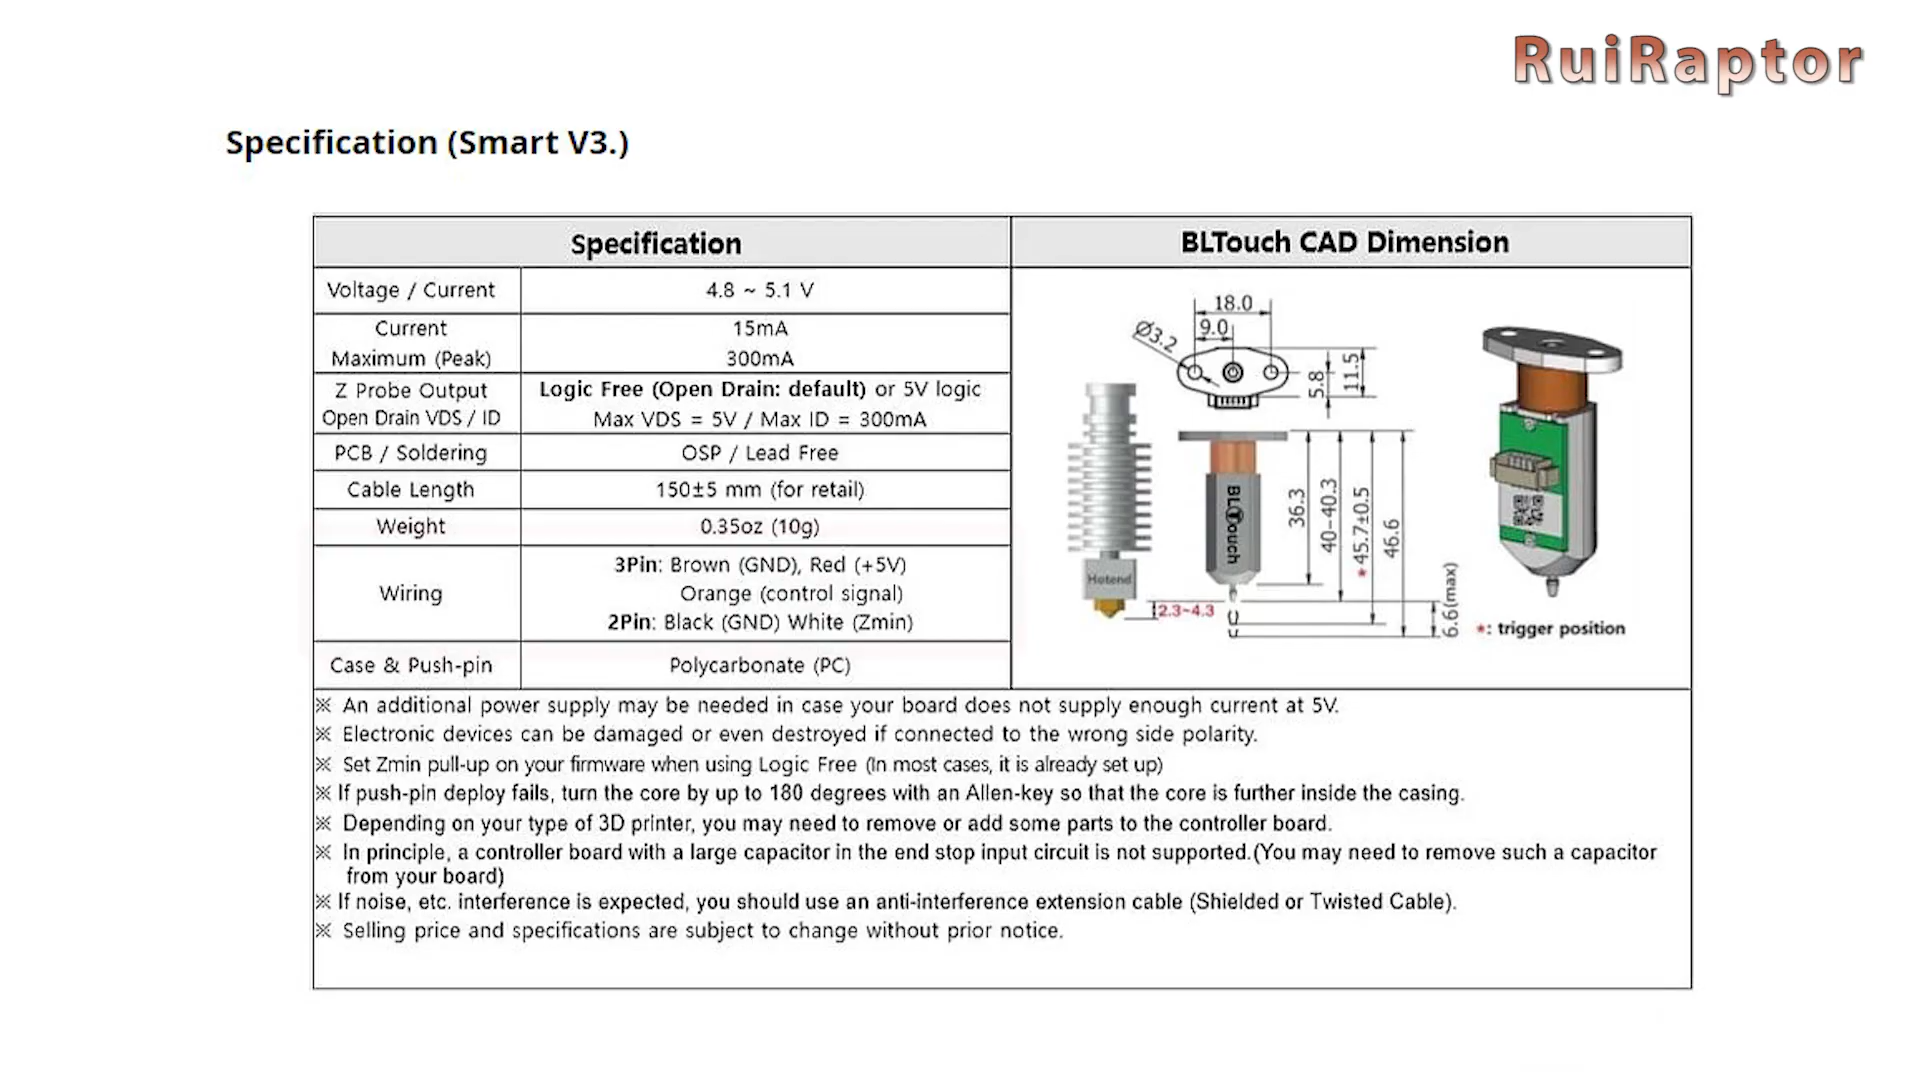 RuiRaptor
Specification (Smart V3.)
Specification
BLTouch CAD Dimension
Voltage / Current
4.8 ~ 5.1 V
Current
15mA
Maximum (Peak)
300mA
Z Probe Output
Logic Free (Open Drain: default) or 5V logic
Open Drain VDS / ID
Max VDS = 5V / Max ID = 300mA
PCB / Soldering
OSP / Lead Free
Cable Length
150±5 mm (for retail)
Weight
0.35oz (10g)
Wiring
3Pin: Brown (GND), Red (+5V)
Orange (control signal)
2Pin: Black (GND) White (Zmin)
Case & Push-pin
Polycarbonate (PC)
18.0
9.0
Ø3.2
5.8
11.5
BLTouch
36.3
40-40.3
*45.7±0.5
46.6
Hotend
2.3~4.3
6.6(max)
*: trigger position
※ An additional power supply may be needed in case your board does not supply enough current at 5V.
※ Electronic devices can be damaged or even destroyed if connected to the wrong side polarity.
※ Set Zmin pull-up on your firmware when using Logic Free (In most cases, it is already set up)
※ If push-pin deploy fails, turn the core by up to 180 degrees with an Allen-key so that the core is further inside the casing.
※ Depending on your type of 3D printer, you may need to remove or add some parts to the controller board.
※ In principle, a controller board with a large capacitor in the end stop input circuit is not supported.(You may need to remove such a capacitor
from your board)
※ If noise, etc. interference is expected, you should use an anti-interference extension cable (Shielded or Twisted Cable).
※ Selling price and specifications are subject to change without prior notice.